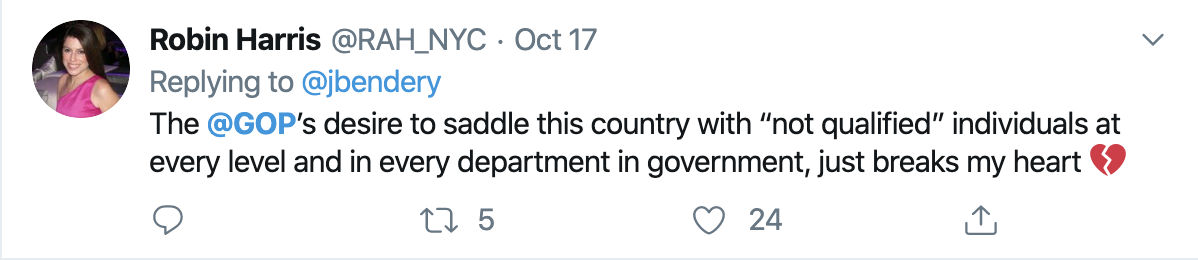 Robin Harris @RAH_NYC · Oct 17
Replying to @jbendery
The @GOP’s desire to saddle this country with “not qualified” individuals at
every level and in every department in government, just breaks my heart 💔
5 24